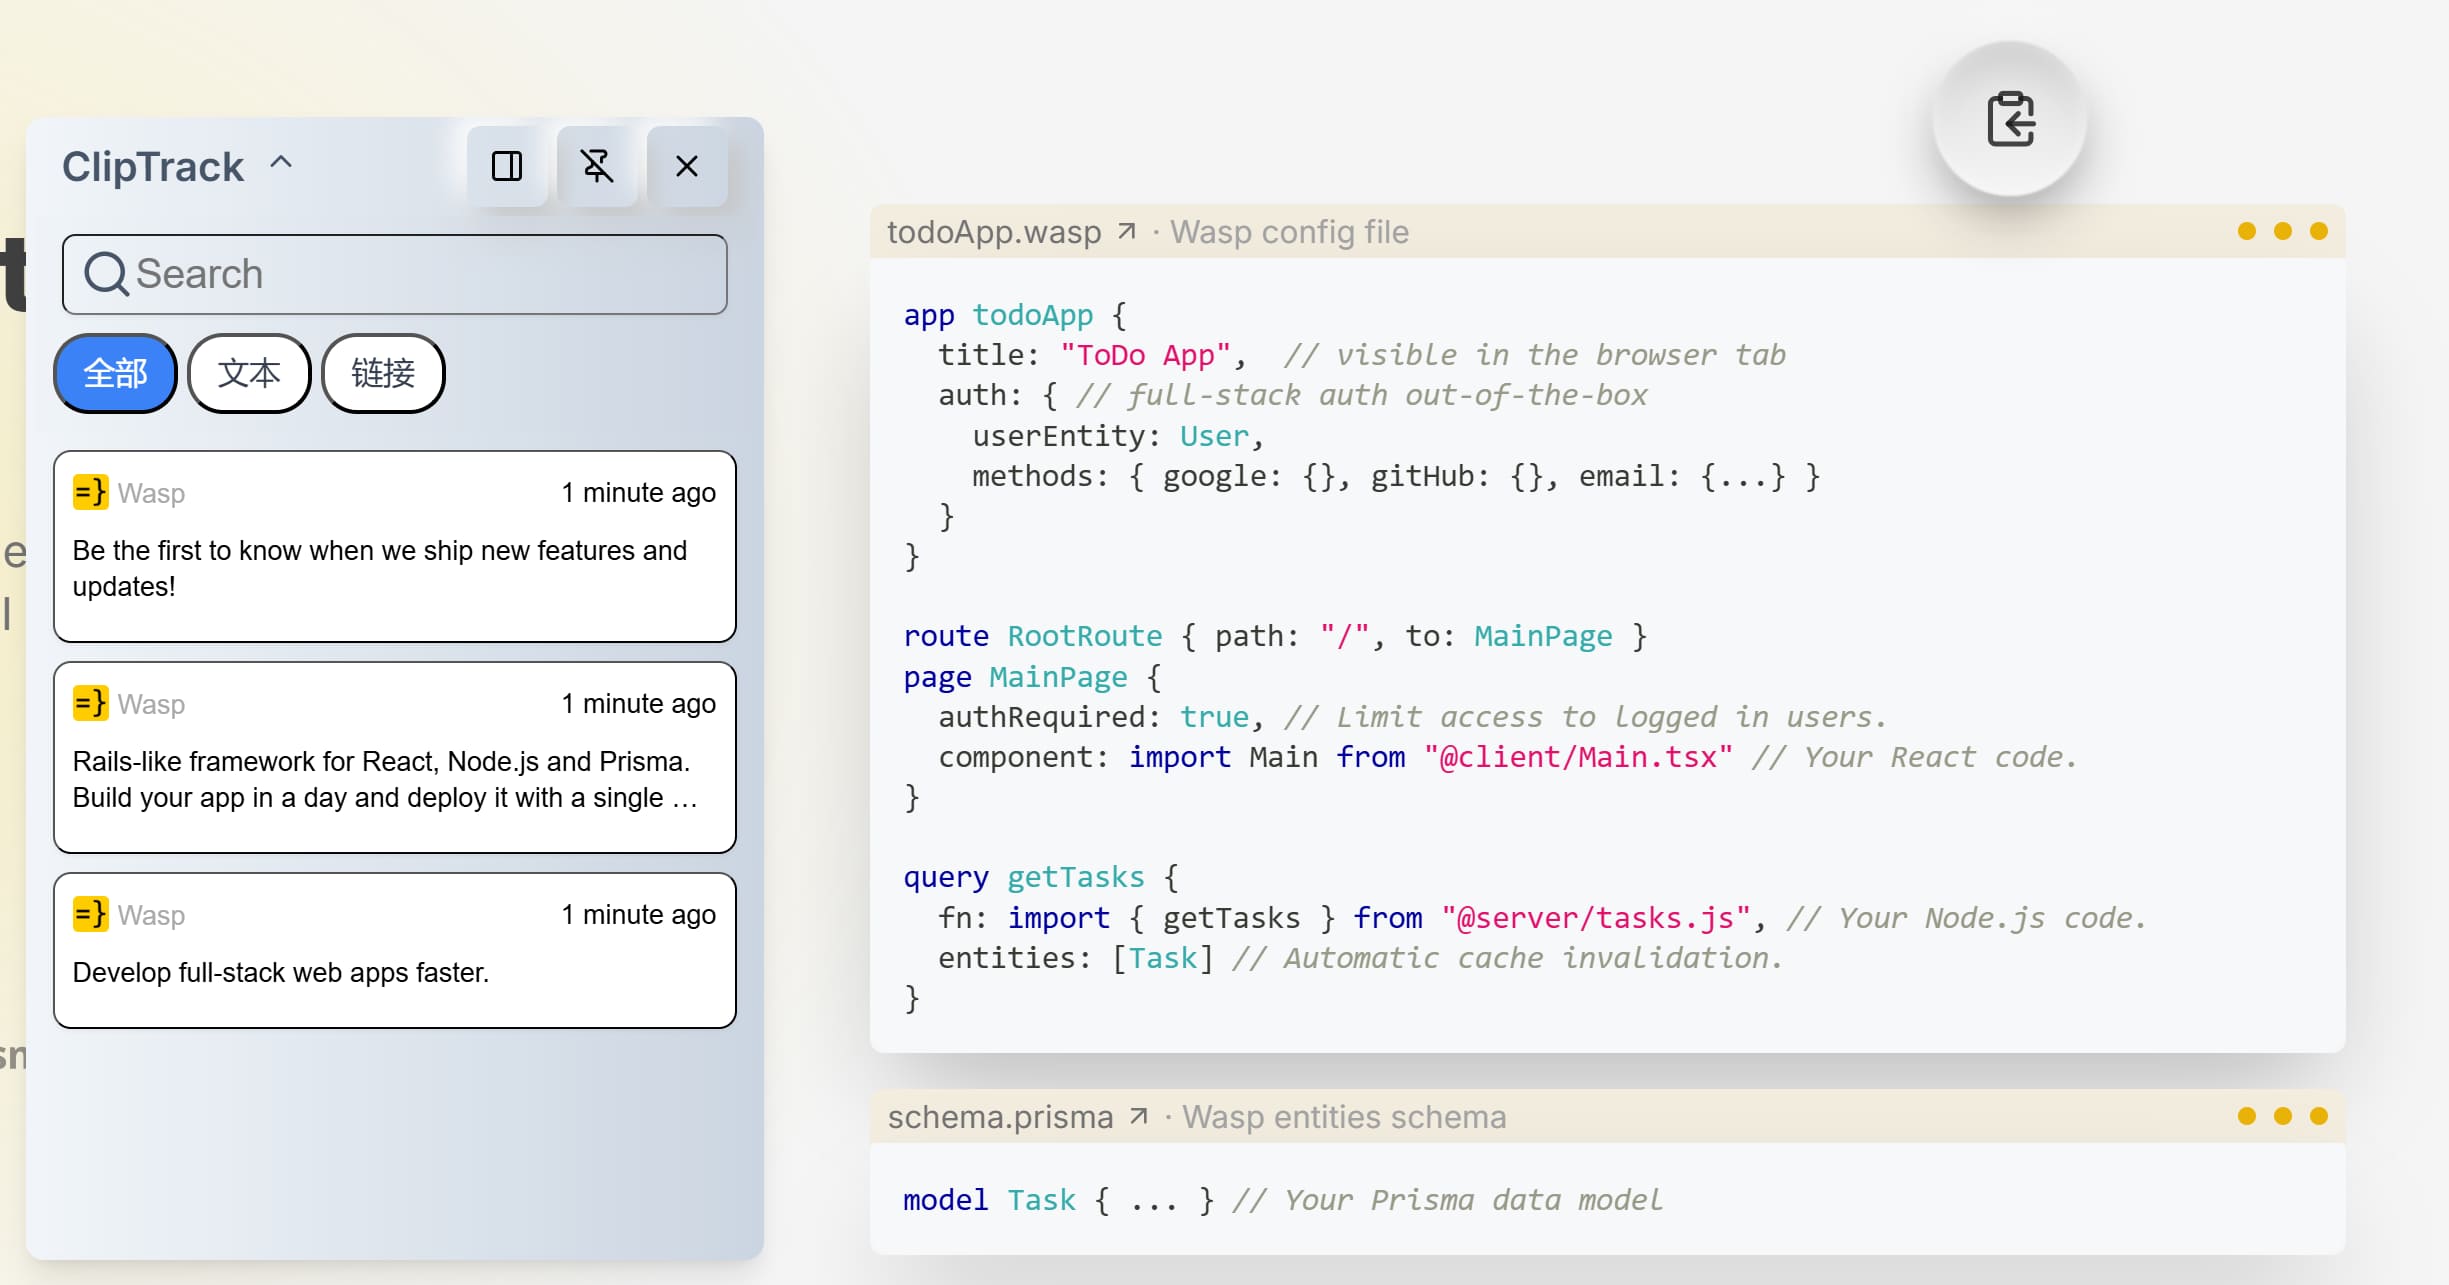 ClipTrack
Search
全部 文本 链接
=} Wasp 1 minute ago
Be the first to know when we ship new features and
updates!
=} Wasp 1 minute ago
Rails-like framework for React, Node.js and Prisma.
Build your app in a day and deploy it with a single …
=} Wasp 1 minute ago
Develop full-stack web apps faster.
todoApp.wasp ↗ · Wasp config file
app todoApp {
  title: "ToDo App",  // visible in the browser tab
  auth: { // full-stack auth out-of-the-box
    userEntity: User,
    methods: { google: {}, gitHub: {}, email: {...} }
  }
}
route RootRoute { path: "/", to: MainPage }
page MainPage {
  authRequired: true, // Limit access to logged in users.
  component: import Main from "@client/Main.tsx" // Your React code.
}
query getTasks {
  fn: import { getTasks } from "@server/tasks.js", // Your Node.js code.
  entities: [Task] // Automatic cache invalidation.
}
schema.prisma ↗ · Wasp entities schema
model Task { ... } // Your Prisma data model